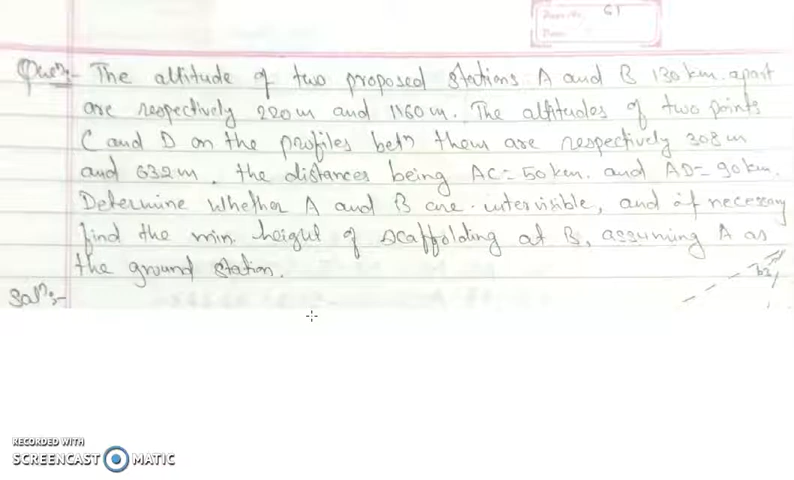 61
Que:- The altitude of two proposed stations A and B 130 km. apart
are respectively 220 m and 1160 m. The altitudes of two points
C and D on the profiles betn them are respectively 308 m
and 632 m. the distances being AC = 50 km. and AD = 90 km.
Determine whether A and B are intervisible, and if necessary
find the min. height of scaffolding at B, assuming A as
the ground station.
Soln:-
b2
RECORDED WITH
SCREENCAST MATIC